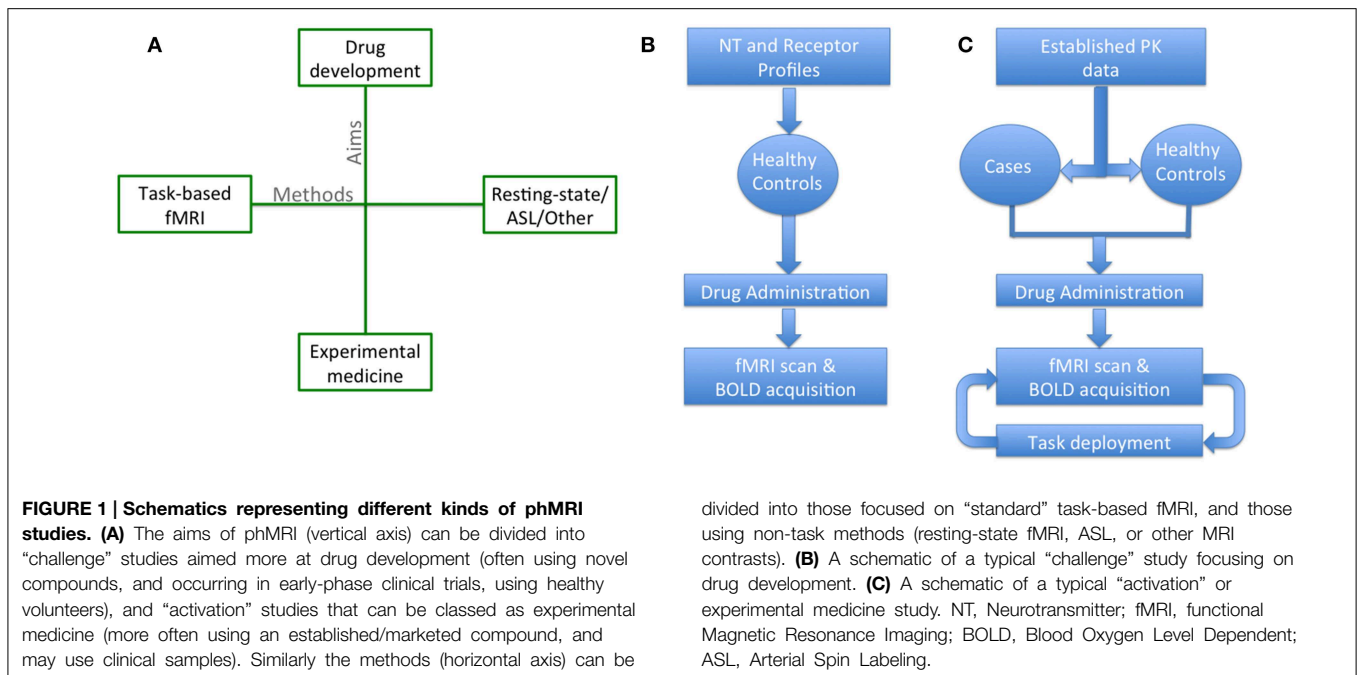 A
Drug
development
Aims
Task-based
fMRI
Methods
Resting-state/
ASL/Other
Experimental
medicine
B
NT and Receptor
Profiles
Healthy
Controls
Drug Administration
fMRI scan &
BOLD acquisition
C
Established PK
data
Cases
Healthy
Controls
Drug Administration
fMRI scan &
BOLD acquisition
Task deployment
FIGURE 1 | Schematics representing different kinds of phMRI
studies. (A) The aims of phMRI (vertical axis) can be divided into
“challenge” studies aimed more at drug development (often using novel
compounds, and occurring in early-phase clinical trials, using healthy
volunteers), and “activation” studies that can be classed as experimental
medicine (more often using an established/marketed compound, and
may use clinical samples). Similarly the methods (horizontal axis) can be
divided into those focused on “standard” task-based fMRI, and those
using non-task methods (resting-state fMRI, ASL, or other MRI
contrasts). (B) A schematic of a typical “challenge” study focusing on
drug development. (C) A schematic of a typical “activation” or
experimental medicine study. NT, Neurotransmitter; fMRI, functional
Magnetic Resonance Imaging; BOLD, Blood Oxygen Level Dependent;
ASL, Arterial Spin Labeling.